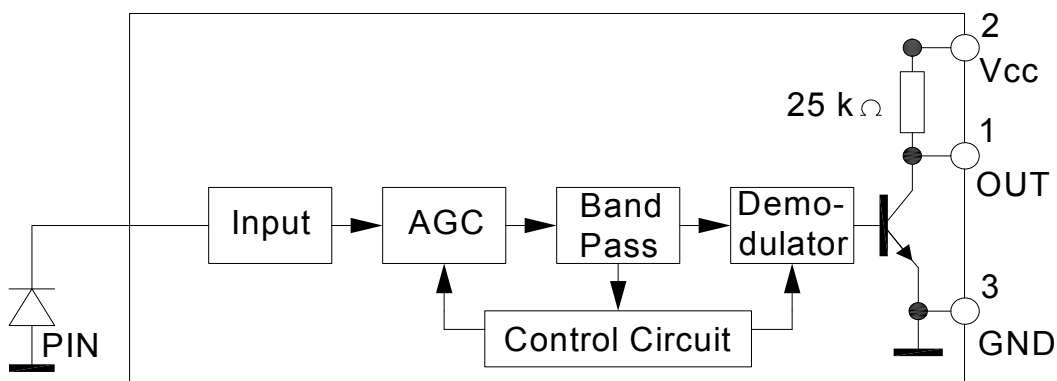 2
Vcc
25 kΩ
1
OUT
Input
AGC
Band
Pass
Demo-
dulator
3
GND
Control Circuit
PIN